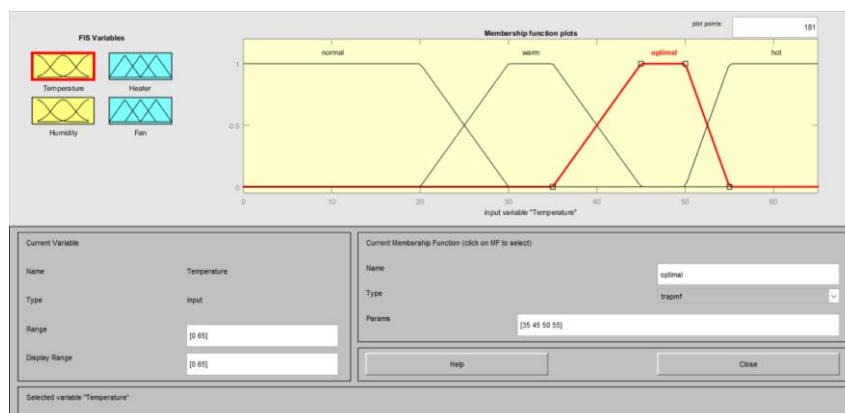 FIS Variables
Temperature
Heater
Humidity
Fan
Membership function plots
plot points:
181
normal
warm
optimal
hot
1
0.5
0
0
10
20
30
40
50
60
input variable "Temperature"
Current Variable
Name
Temperature
Type
input
Range
[0 65]
Display Range
[0 65]
Current Membership Function (click on MF to select)
Name
optimal
Type
trapmf
Params
[35 45 50 55]
Help
Close
Selected variable "Temperature"